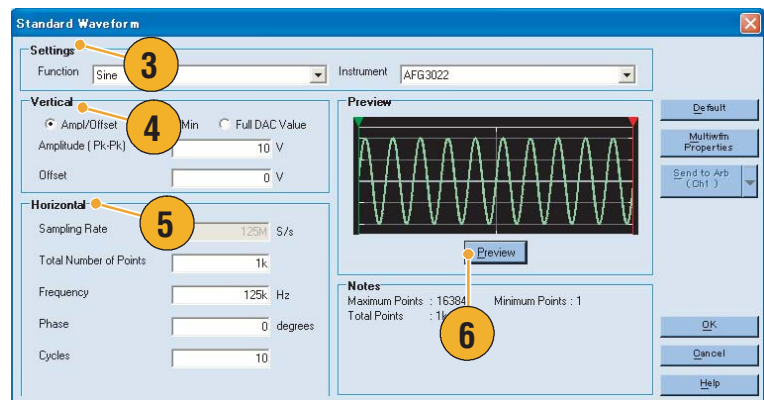 Standard Waveform
Settings
3
Function Sine
Instrument AFG3022
Vertical
4
Ampl/Offset Min Full DAC Value
Amplitude (Pk-Pk) 10 V
Offset 0 V
Horizontal
5
Sampling Rate 125M S/s
Total Number of Points 1k
Frequency 125k Hz
Phase 0 degrees
Cycles 10
Preview
Preview
6
Notes
Maximum Points : 16384 Minimum Points : 1
Total Points : 1k
Default
Multiwfm
Properties
Send to Arb
(Ch1)
OK
Cancel
Help